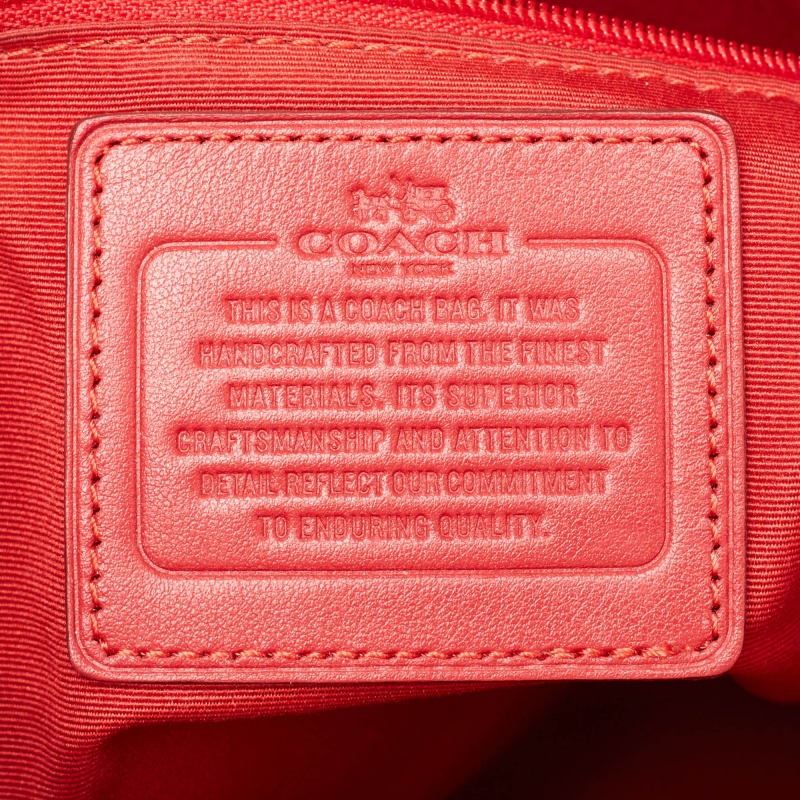 COACH
NEW YORK
THIS IS A COACH BAG. IT WAS
HANDCRAFTED FROM THE FINEST
MATERIALS. ITS SUPERIOR
CRAFTSMANSHIP AND ATTENTION TO
DETAIL REFLECT OUR COMMITMENT
TO ENDURING QUALITY.